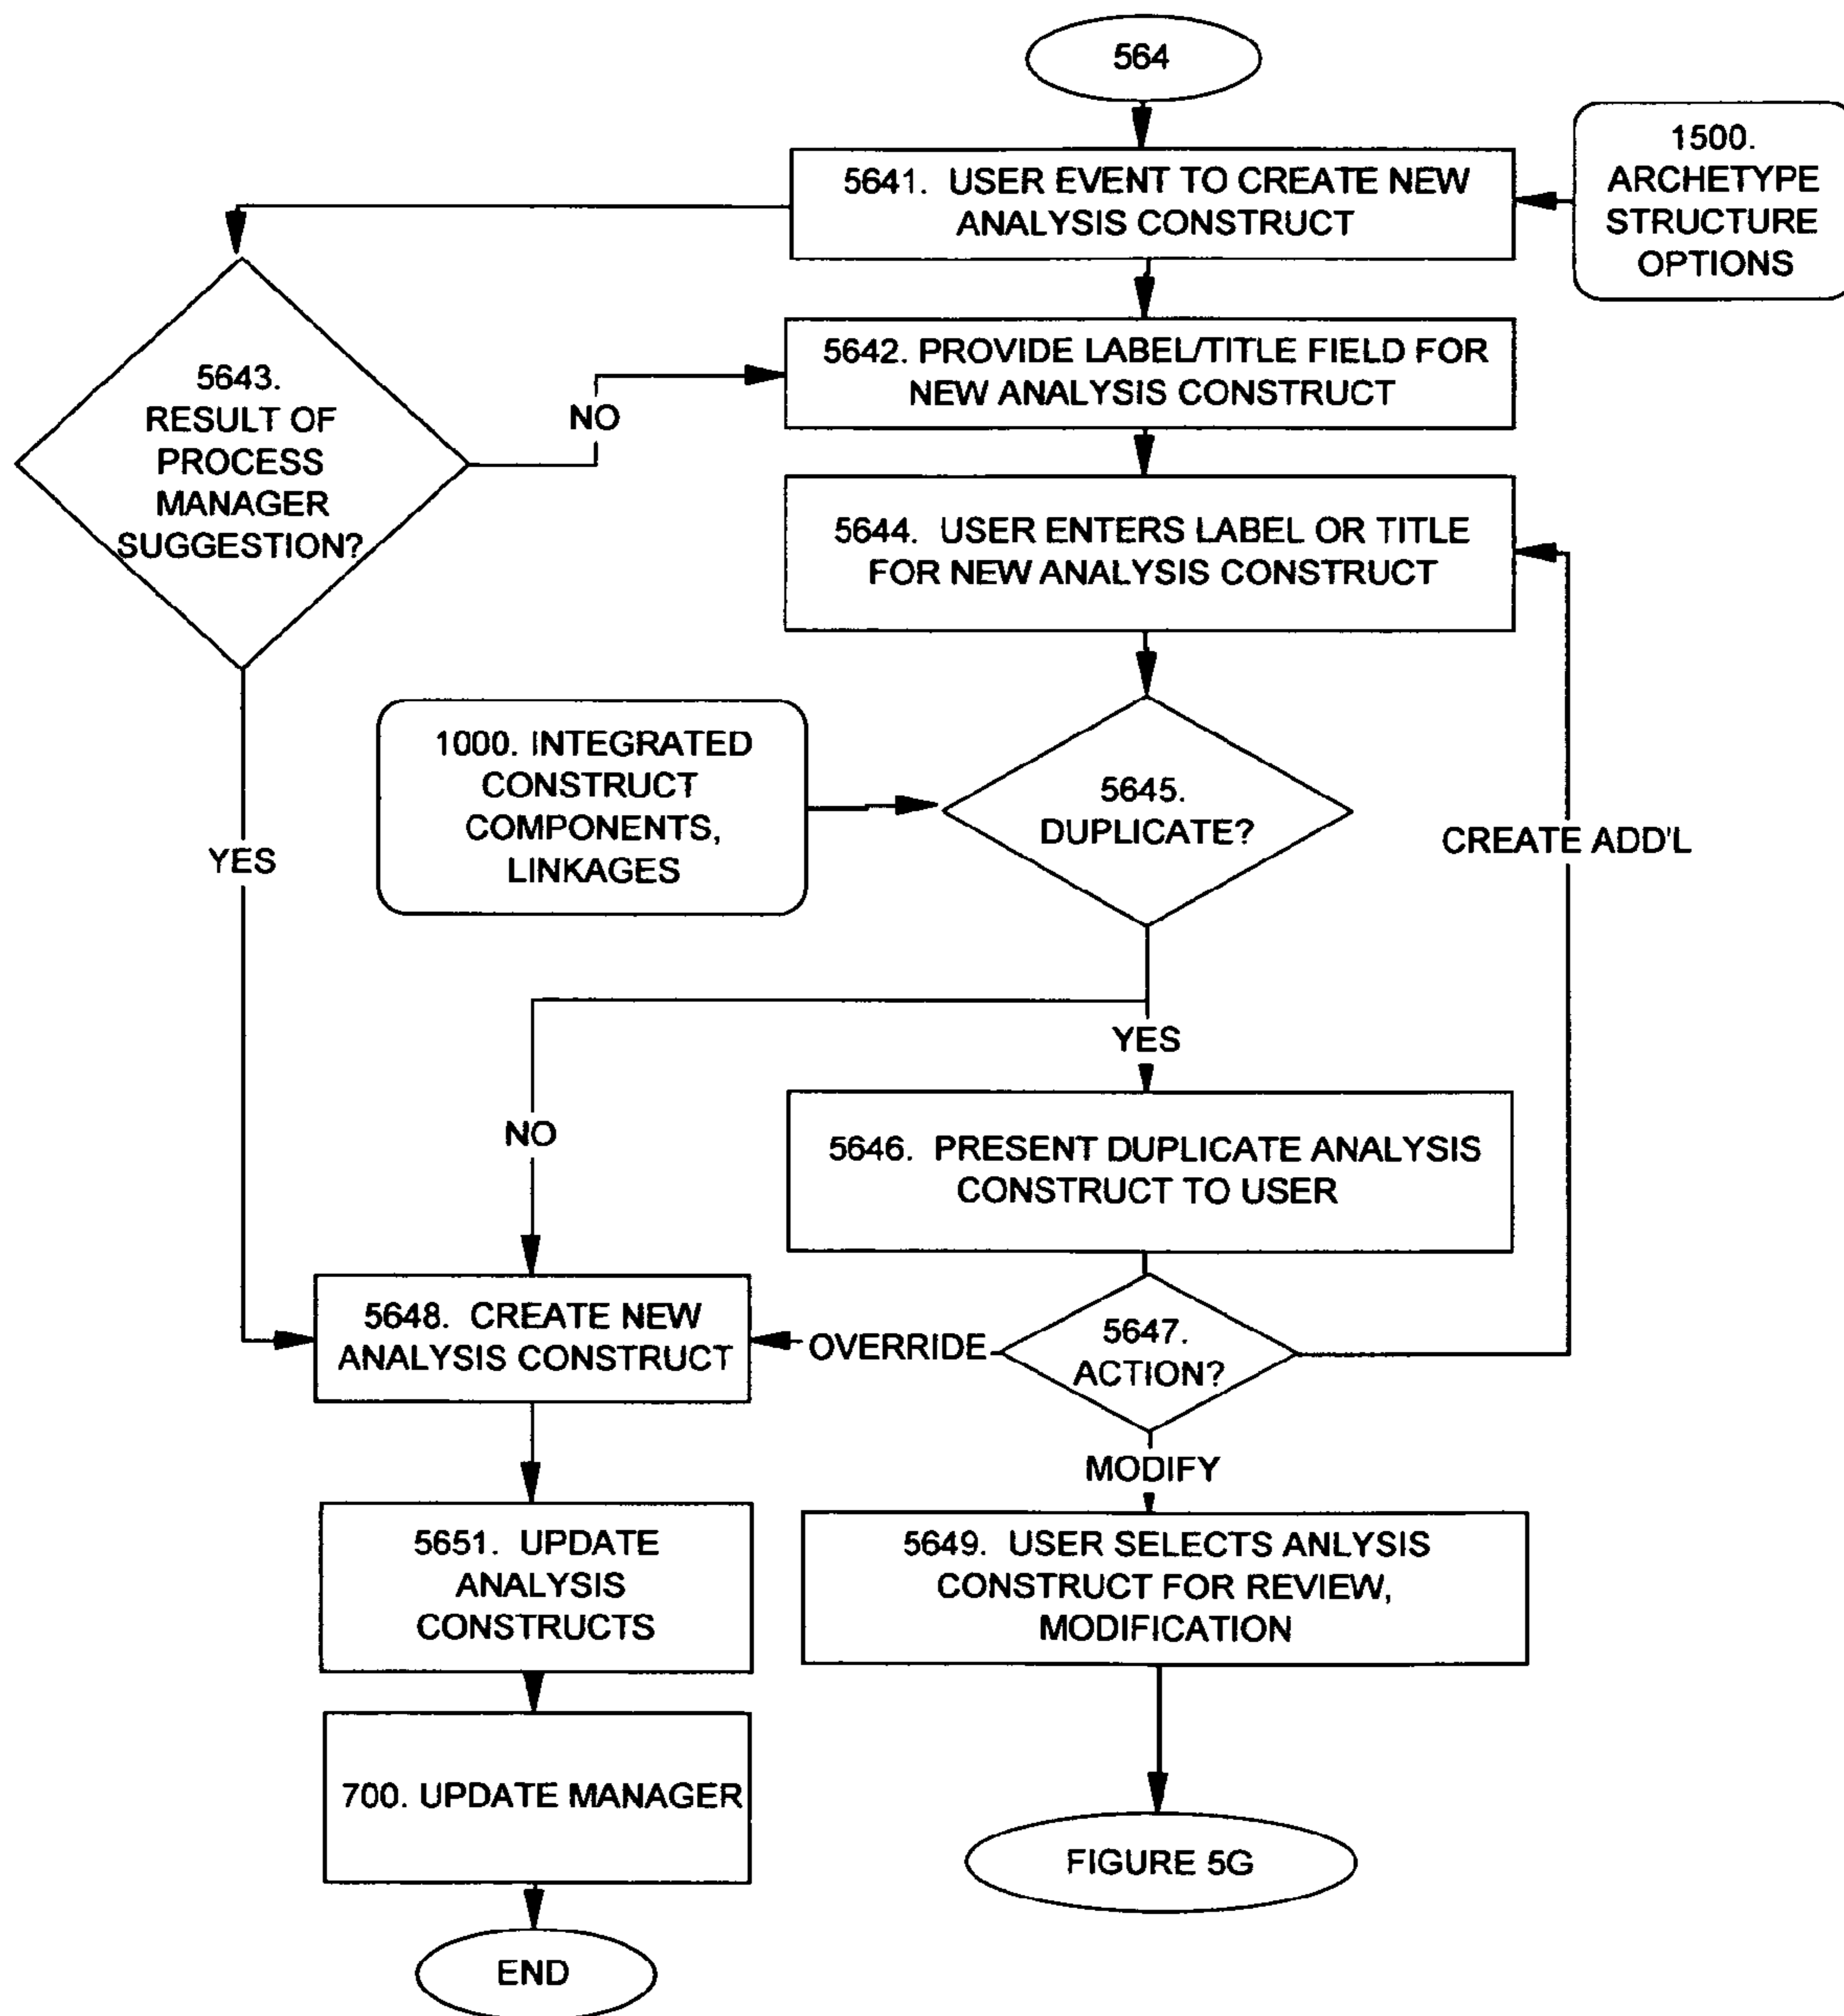 564
1500.
ARCHETYPE
STRUCTURE
OPTIONS
5641. USER EVENT TO CREATE NEW
ANALYSIS CONSTRUCT
5642. PROVIDE LABEL/TITLE FIELD FOR
NEW ANALYSIS CONSTRUCT
5643.
RESULT OF
PROCESS
MANAGER
SUGGESTION?
NO
5644. USER ENTERS LABEL OR TITLE
FOR NEW ANALYSIS CONSTRUCT
1000. INTEGRATED
CONSTRUCT
COMPONENTS,
LINKAGES
5645.
DUPLICATE?
CREATE ADD'L
YES
YES
NO
5646. PRESENT DUPLICATE ANALYSIS
CONSTRUCT TO USER
5648. CREATE NEW
ANALYSIS CONSTRUCT
OVERRIDE
5647.
ACTION?
MODIFY
5651. UPDATE
ANALYSIS
CONSTRUCTS
5649. USER SELECTS ANLYSIS
CONSTRUCT FOR REVIEW,
MODIFICATION
700. UPDATE MANAGER
FIGURE 5G
END